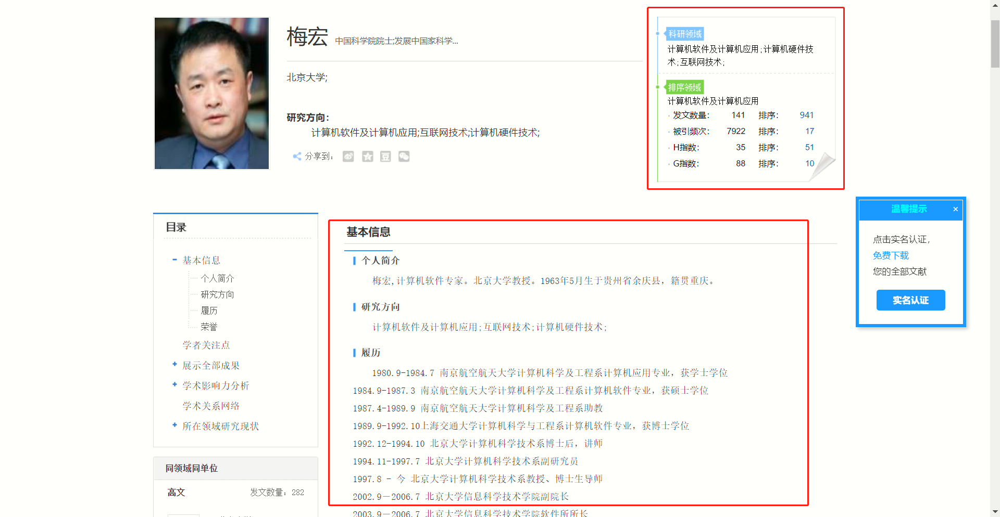 梅宏 中国科学院院士;发展中国家科学...
北京大学;
研究方向：
计算机软件及计算机应用;互联网技术;计算机硬件技术;
分享到：
豆
科研领域
计算机软件及计算机应用;计算机硬件技
术;互联网技术;
排序领域
计算机软件及计算机应用
发文数量： 141 排序： 941
被引频次： 7922 排序： 17
H指数： 35 排序： 51
G指数： 88 排序： 10
目录
基本信息
个人简介
研究方向
履历
荣誉
学者关注点
展示全部成果
学术影响力分析
学术关系网络
所在领域研究现状
同领域同单位
高文 发文数量：282
基本信息
个人简介
梅宏,计算机软件专家。北京大学教授。1963年5月生于贵州省余庆县，籍贯重庆。
研究方向
计算机软件及计算机应用;互联网技术;计算机硬件技术;
履历
1980.9-1984.7 南京航空航天大学计算机科学及工程系计算机应用专业，获学士学位
1984.9-1987.3 南京航空航天大学计算机科学及工程系计算机软件专业，获硕士学位
1987.4-1989.9 南京航空航天大学计算机科学及工程系助教
1989.9-1992.10上海交通大学计算机科学与工程系计算机软件专业，获博士学位
1992.12-1994.10 北京大学计算机科学技术系博士后，讲师
1994.11-1997.7 北京大学计算机科学技术系副研究员
1997.8 - 今 北京大学计算机科学技术系教授、博士生导师
2002.9－2006.7 北京大学信息科学技术学院副院长
2003.9－2006.7 北京大学信息科学技术学院软件所所长
温馨提示 ×
点击实名认证，
免费下载
您的全部文献
实名认证